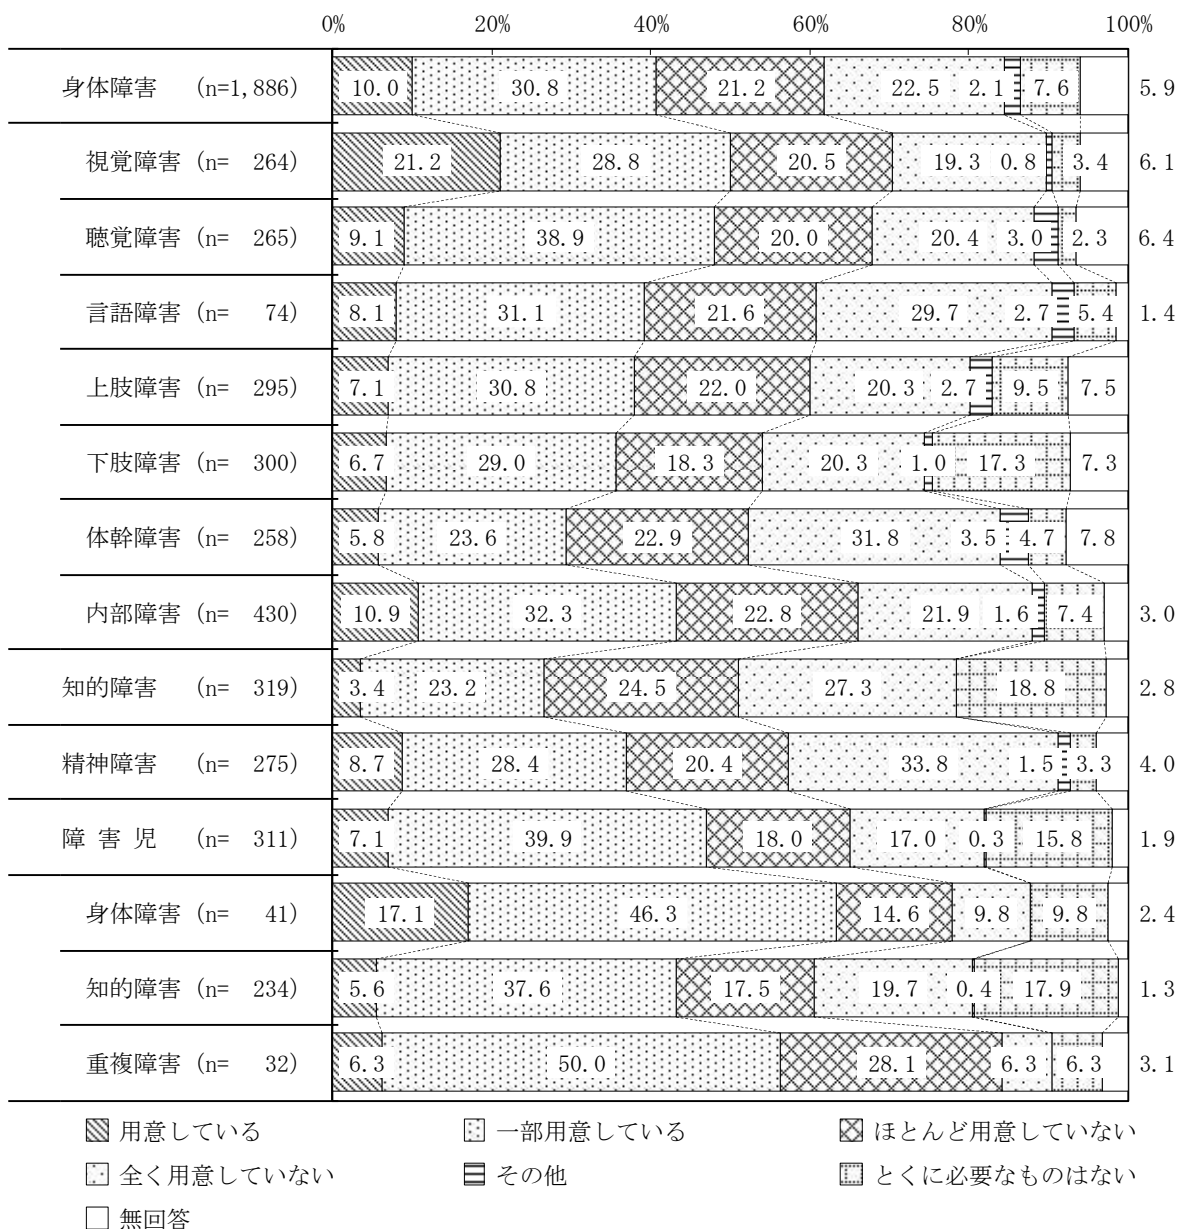 0% 20% 40% 60% 80% 100%
身体障害 (n=1,886) 10.0 30.8 21.2 22.5 2.1 7.6 5.9
視覚障害 (n= 264) 21.2 28.8 20.5 19.3 0.8 3.4 6.1
聴覚障害 (n= 265) 9.1 38.9 20.0 20.4 3.0 2.3 6.4
言語障害 (n= 74) 8.1 31.1 21.6 29.7 2.7 5.4 1.4
上肢障害 (n= 295) 7.1 30.8 22.0 20.3 2.7 9.5 7.5
下肢障害 (n= 300) 6.7 29.0 18.3 20.3 1.0 17.3 7.3
体幹障害 (n= 258) 5.8 23.6 22.9 31.8 3.5 4.7 7.8
内部障害 (n= 430) 10.9 32.3 22.8 21.9 1.6 7.4 3.0
知的障害 (n= 319) 3.4 23.2 24.5 27.3 18.8 2.8
精神障害 (n= 275) 8.7 28.4 20.4 33.8 1.5 3.3 4.0
障 害 児 (n= 311) 7.1 39.9 18.0 17.0 0.3 15.8 1.9
身体障害 (n= 41) 17.1 46.3 14.6 9.8 9.8 2.4
知的障害 (n= 234) 5.6 37.6 17.5 19.7 0.4 17.9 1.3
重複障害 (n= 32) 6.3 50.0 28.1 6.3 6.3 3.1
用意している 一部用意している ほとんど用意していない
全く用意していない その他 とくに必要なものはない
無回答